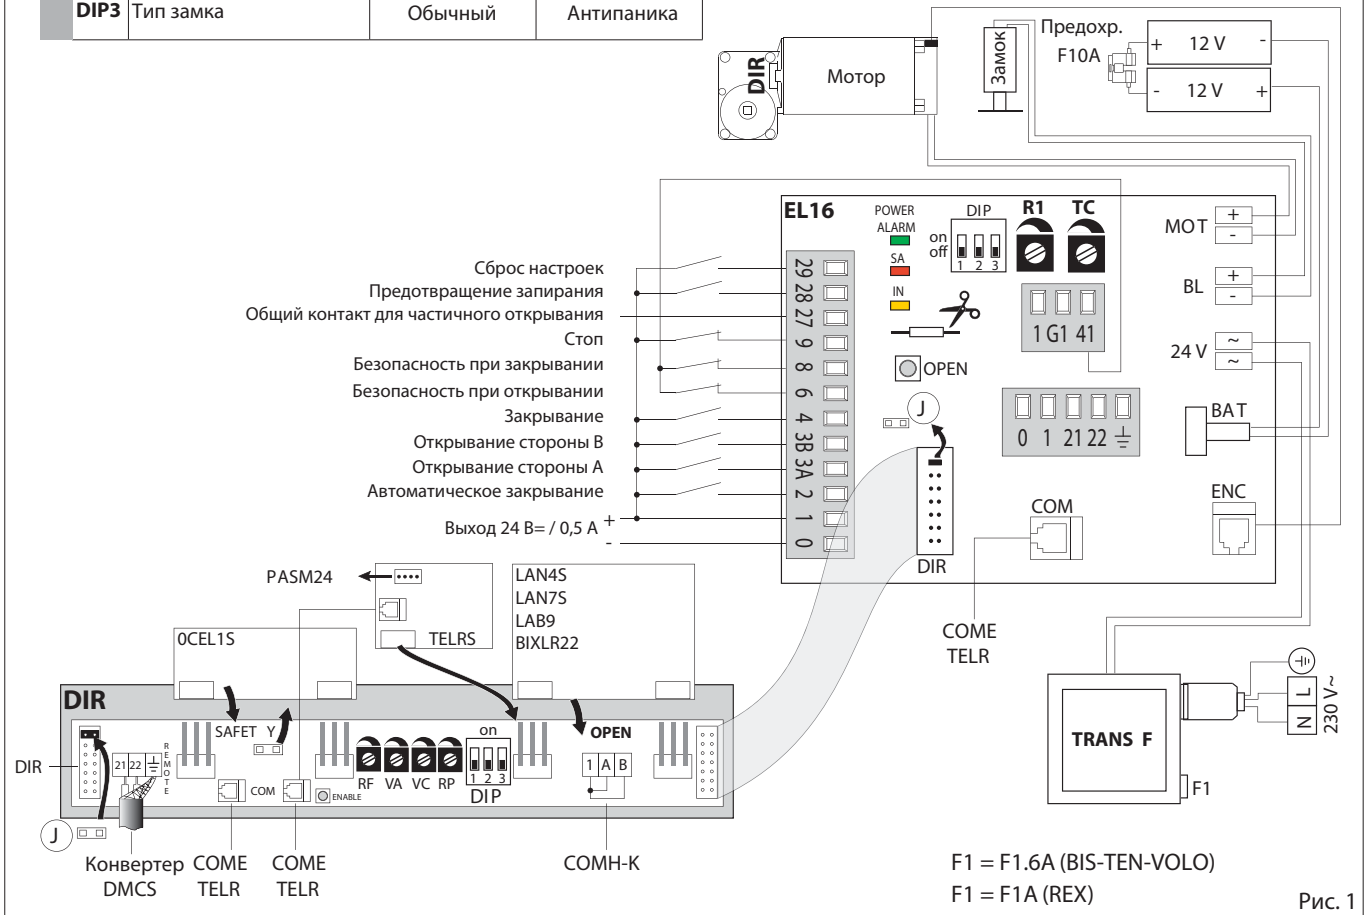 DIP3 Тип замка Обычный Антипаника
Предохр.
F10A
+ 12 V -
- 12 V +
Замок
DIR
Мотор
EL16
POWER
ALARM
SA
IN
DIP
on
off
1 2 3
R1 TC
MOT + -
BL + -
24 V ~ ~
BAT
ENC
COM
1 G1 41
OPEN
J
0 1 21 22
DIR
COME
TELR
Сброс настроек 29
Предотвращение запирания 28
Общий контакт для частичного открывания 27
Стоп 9
Безопасность при закрывании 8
Безопасность при открывании 6
Закрывание 4
Открывание стороны B 3B
Открывание стороны A 3A
Автоматическое закрывание 2
Выход 24 В= / 0,5 А + 1
- 0
PASM24
TELRS
LAN4S
LAN7S
LAB9
BIXLR22
0CEL1S
DIR
SAFET Y
on
OPEN
DIR
21 22
REMOTE
COM
ENABLE
RF VA VC RP
1 2 3
DIP
1 A B
J
Конвертер
DMCS
COME
TELR
COME
TELR
COMH-K
TRANS F
F1
L
N
230 V~
F1 = F1.6A (BIS-TEN-VOLO)
F1 = F1A (REX)
Рис. 1